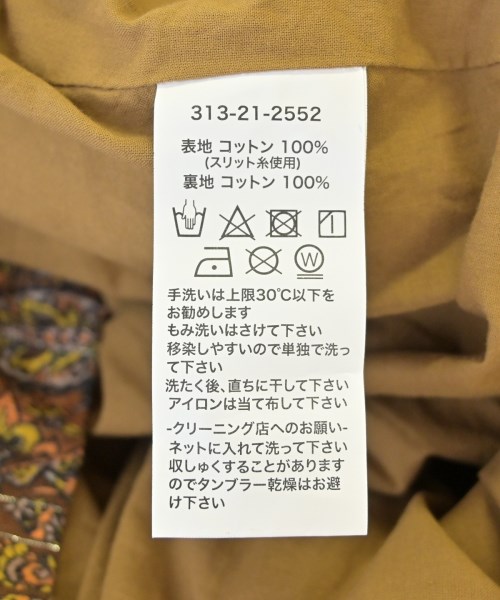 313-21-2552
表地 コットン 100%
(スリット糸使用)
裏地 コットン 100%
W
手洗いは上限30℃以下を
お勧めします
もみ洗いはさけて下さい
移染しやすいので単独で洗っ
て下さい
洗たく後、直ちに干して下さい
アイロンは当て布して下さい
-クリーニング店へのお願い-
ネットに入れて洗って下さい
収しゅくすることがあります
のでタンブラー乾燥はお避
け下さい